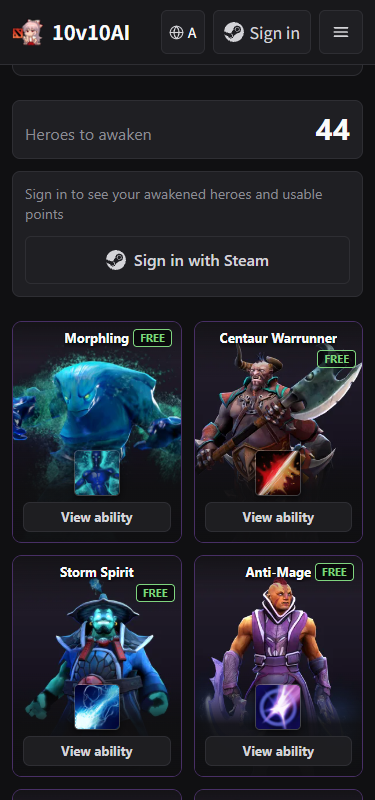 10v10AI
A
Sign in
Heroes to awaken
44
Sign in to see your awakened heroes and usable
points
Sign in with Steam
Morphling FREE
Centaur Warrunner
FREE
View ability
View ability
Storm Spirit
FREE
Anti-Mage FREE
View ability
View ability